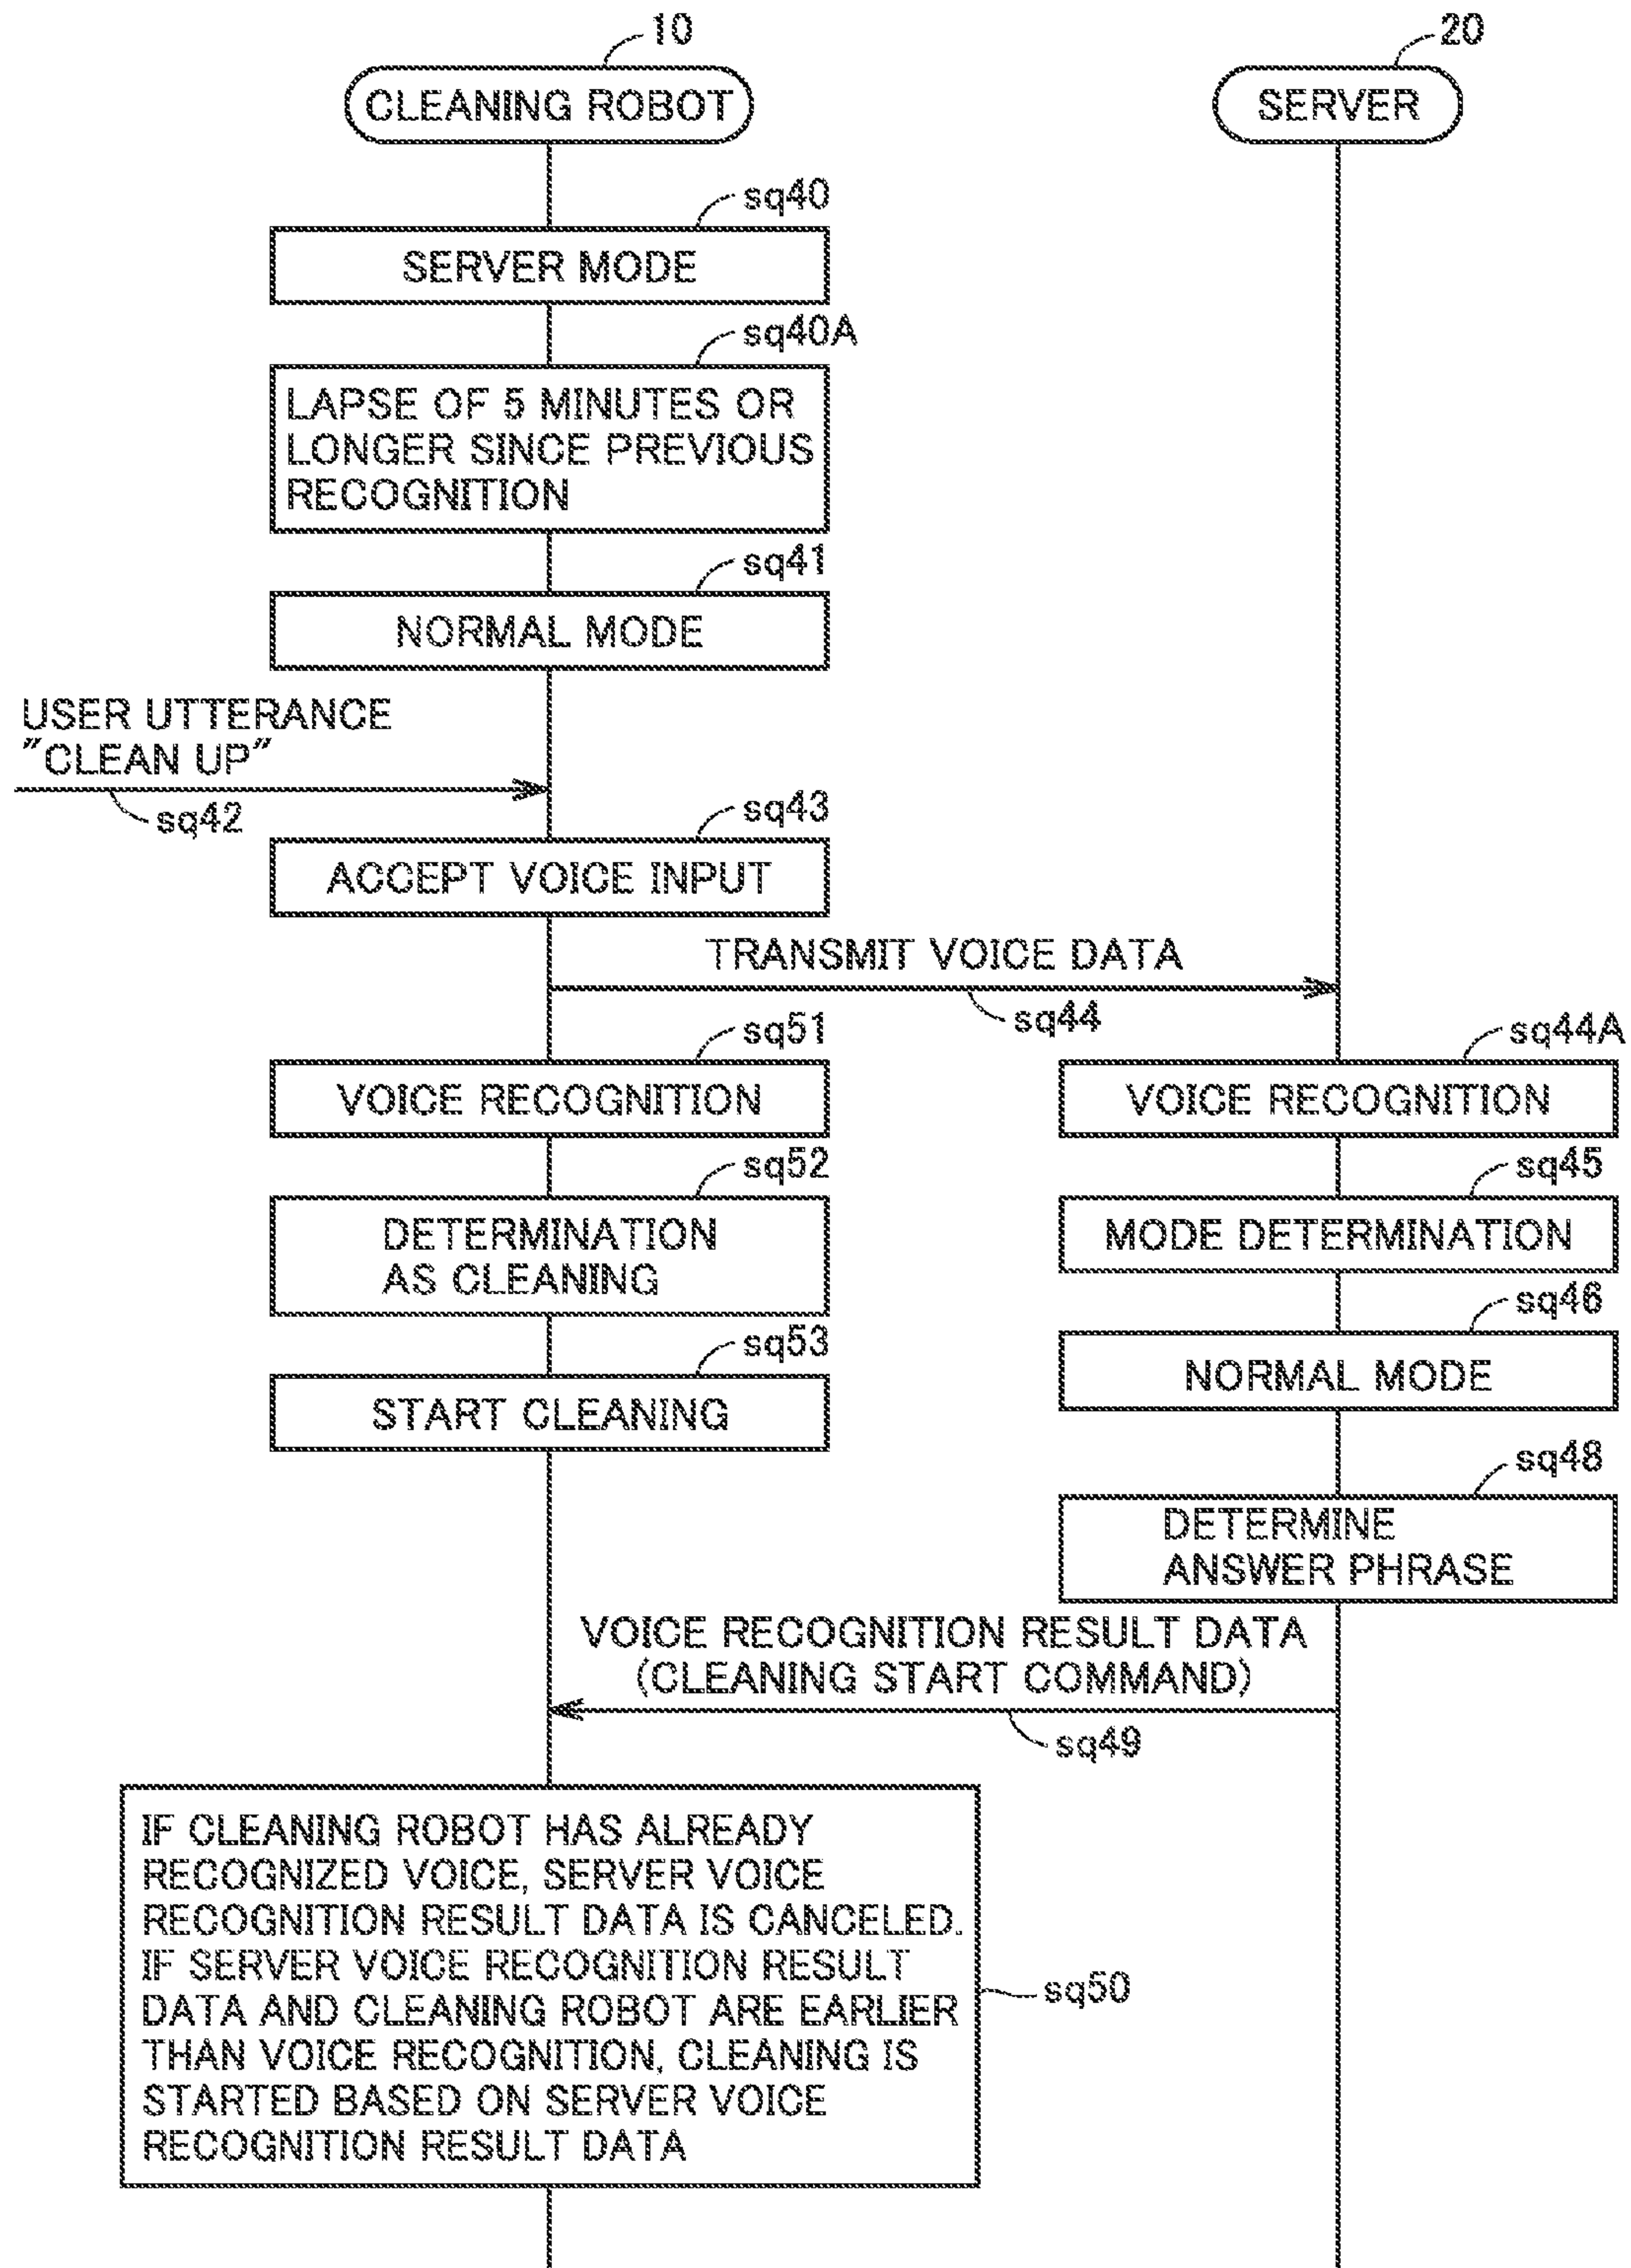 10
20
CLEANING ROBOT
SERVER
sq40
SERVER MODE
sq40A
LAPSE OF 5 MINUTES OR
LONGER SINCE PREVIOUS
RECOGNITION
sq41
NORMAL MODE
USER UTTERANCE
"CLEAN UP"
sq42
sq43
ACCEPT VOICE INPUT
TRANSMIT VOICE DATA
sq44
sq51
VOICE RECOGNITION
sq44A
VOICE RECOGNITION
sq52
DETERMINATION
AS CLEANING
sq45
MODE DETERMINATION
sq53
START CLEANING
sq46
NORMAL MODE
sq48
DETERMINE
ANSWER PHRASE
VOICE RECOGNITION RESULT DATA
(CLEANING START COMMAND)
sq49
IF CLEANING ROBOT HAS ALREADY
RECOGNIZED VOICE, SERVER VOICE
RECOGNITION RESULT DATA IS CANCELED.
IF SERVER VOICE RECOGNITION RESULT
DATA AND CLEANING ROBOT ARE EARLIER
THAN VOICE RECOGNITION, CLEANING IS
STARTED BASED ON SERVER VOICE
RECOGNITION RESULT DATA
sq50